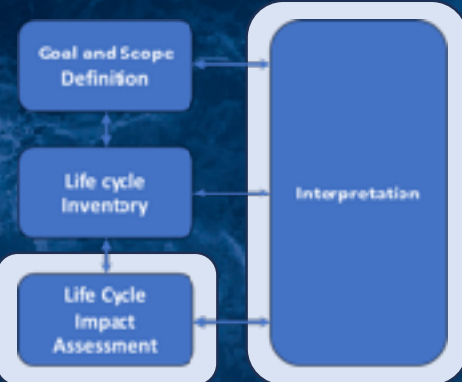 Goal and Scope
Definition
Life cycle
Inventory
Interpretation
Life Cycle
Impact
Assessment